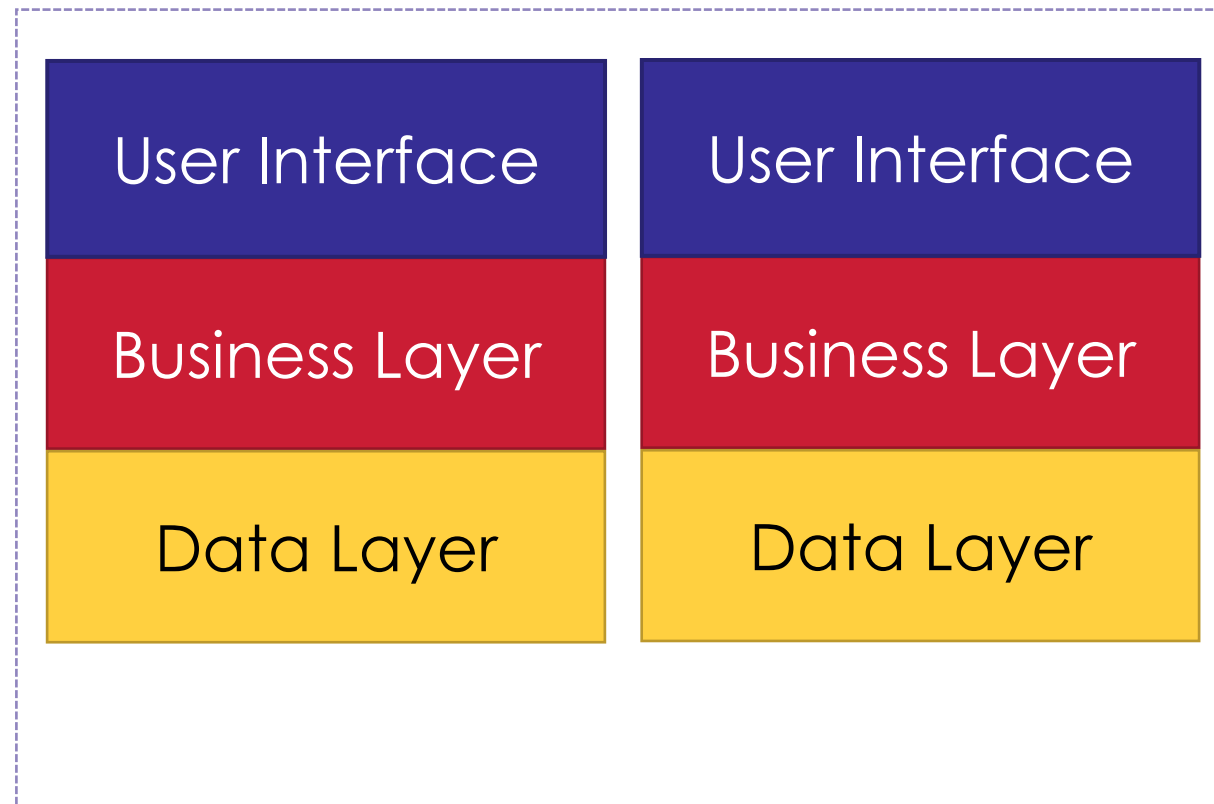 User Interface
Business Layer
Data Layer
User Interface
Business Layer
Data Layer